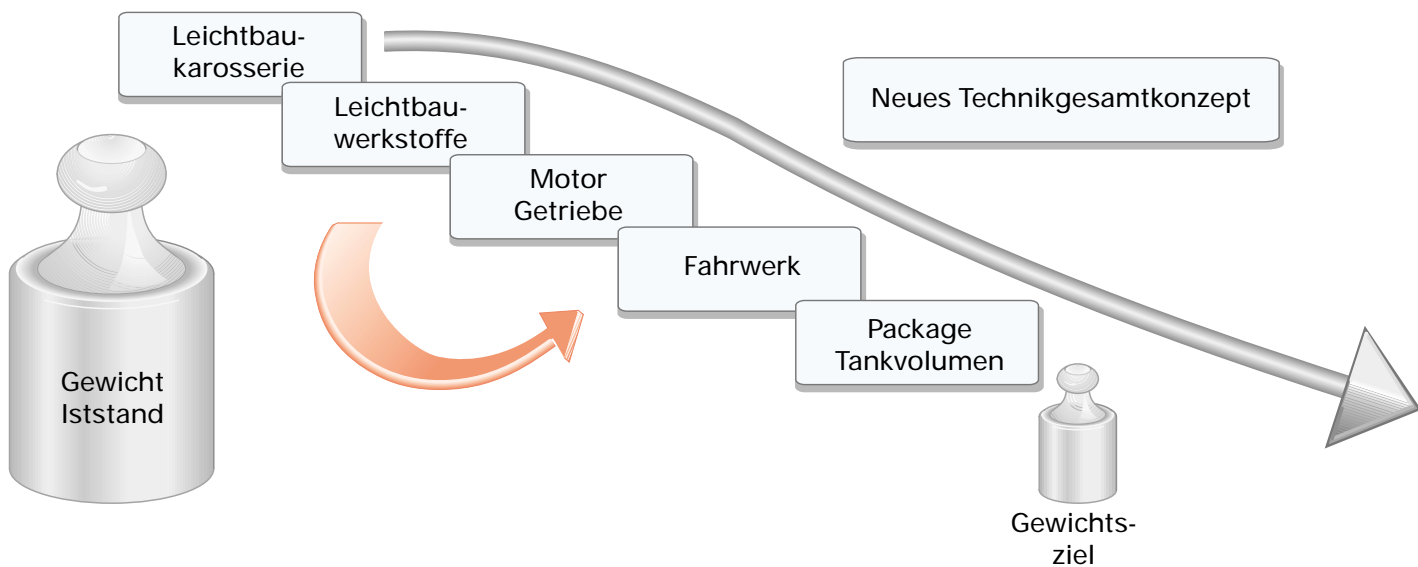 Leichtbau-
karosserie
Leichtbau-
werkstoffe
Motor
Getriebe
Fahrwerk
Package
Tankvolumen
Neues Technikgesamtkonzept
Gewicht
Iststand
Gewichts-
ziel